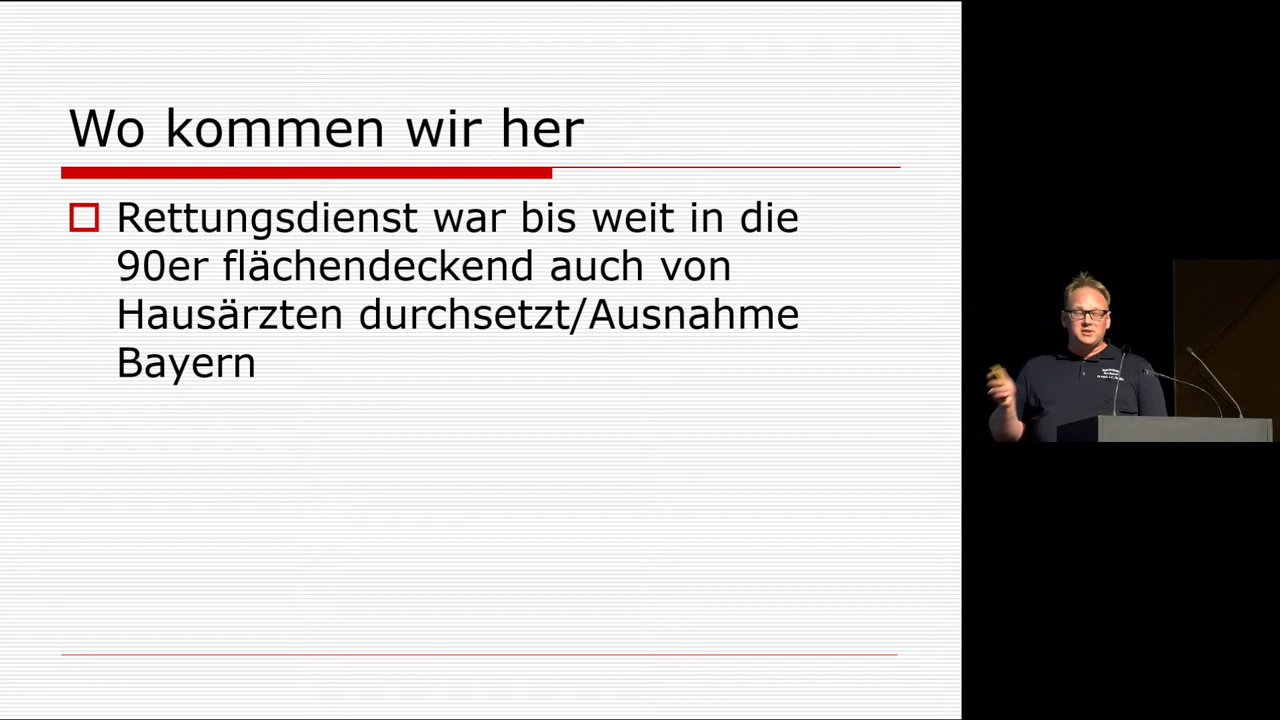 Wo kommen wir her
Rettungsdienst war bis weit in die
90er flächendeckend auch von
Hausärzten durchsetzt/Ausnahme
Bayern